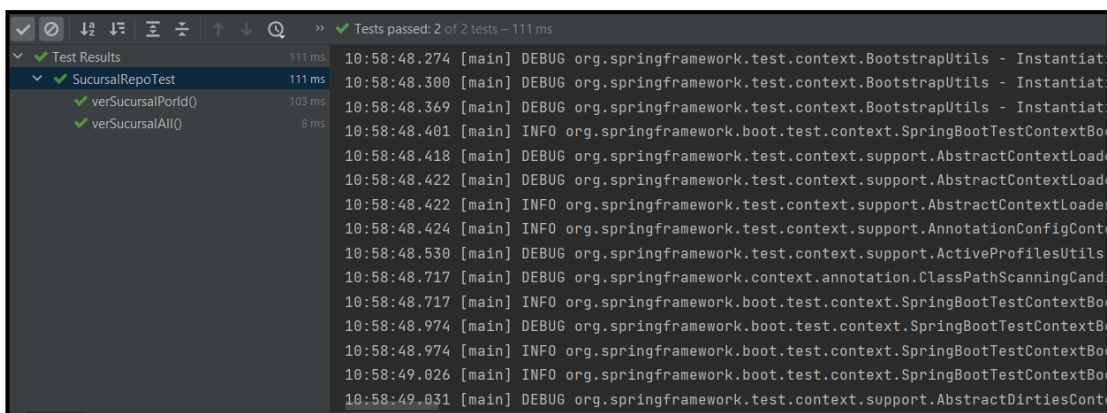 » Tests passed: 2 of 2 tests – 111 ms
Test Results 111 ms
SucursalRepoTest 111 ms
verSucursalPorId() 103 ms
verSucursalAll() 8 ms
10:58:48.274 [main] DEBUG org.springframework.test.context.BootstrapUtils - Instantiati
10:58:48.300 [main] DEBUG org.springframework.test.context.BootstrapUtils - Instantiat
10:58:48.369 [main] DEBUG org.springframework.test.context.BootstrapUtils - Instantiat
10:58:48.401 [main] INFO org.springframework.boot.test.context.SpringBootTestContextBo
10:58:48.418 [main] DEBUG org.springframework.test.context.support.AbstractContextLoade
10:58:48.422 [main] DEBUG org.springframework.test.context.support.AbstractContextLoade
10:58:48.422 [main] INFO org.springframework.test.context.support.AbstractContextLoader
10:58:48.424 [main] INFO org.springframework.test.context.support.AnnotationConfigConte
10:58:48.530 [main] DEBUG org.springframework.test.context.support.ActiveProfilesUtils
10:58:48.717 [main] DEBUG org.springframework.context.annotation.ClassPathScanningCandi
10:58:48.717 [main] INFO org.springframework.boot.test.context.SpringBootTestContextBo
10:58:48.974 [main] DEBUG org.springframework.boot.test.context.SpringBootTestContextB
10:58:48.974 [main] INFO org.springframework.boot.test.context.SpringBootTestContextBo
10:58:49.026 [main] INFO org.springframework.boot.test.context.SpringBootTestContextBo
10:58:49.031 [main] DEBUG org.springframework.test.context.support.AbstractDirtiesConte